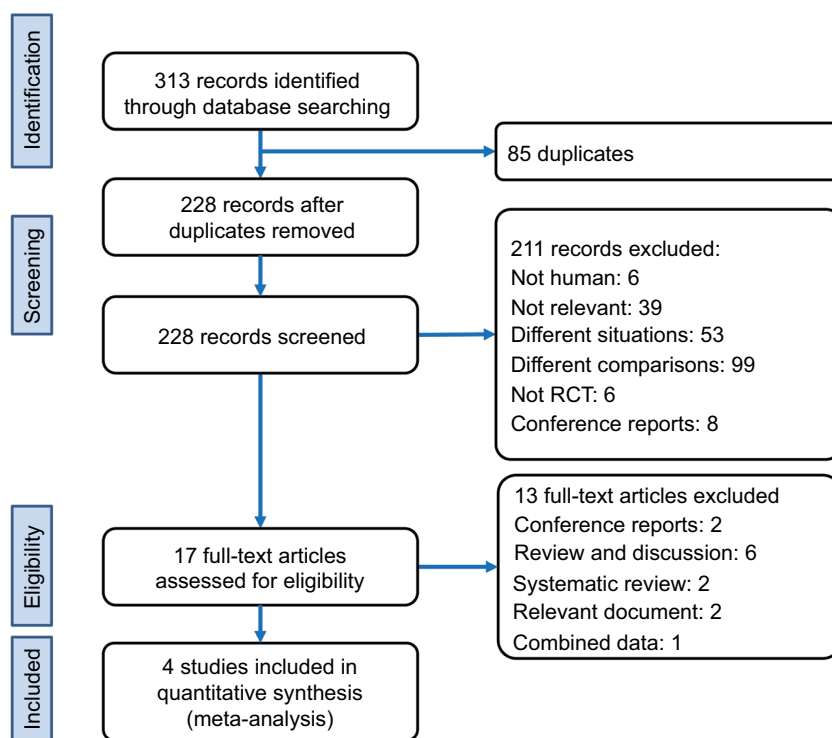 Identification
313 records identified
through database searching
85 duplicates
228 records after
duplicates removed
Screening
228 records screened
211 records excluded:
Not human: 6
Not relevant: 39
Different situations: 53
Different comparisons: 99
Not RCT: 6
Conference reports: 8
Eligibility
17 full-text articles
assessed for eligibility
13 full-text articles excluded
Conference reports: 2
Review and discussion: 6
Systematic review: 2
Relevant document: 2
Combined data: 1
Included
4 studies included in
quantitative synthesis
(meta-analysis)